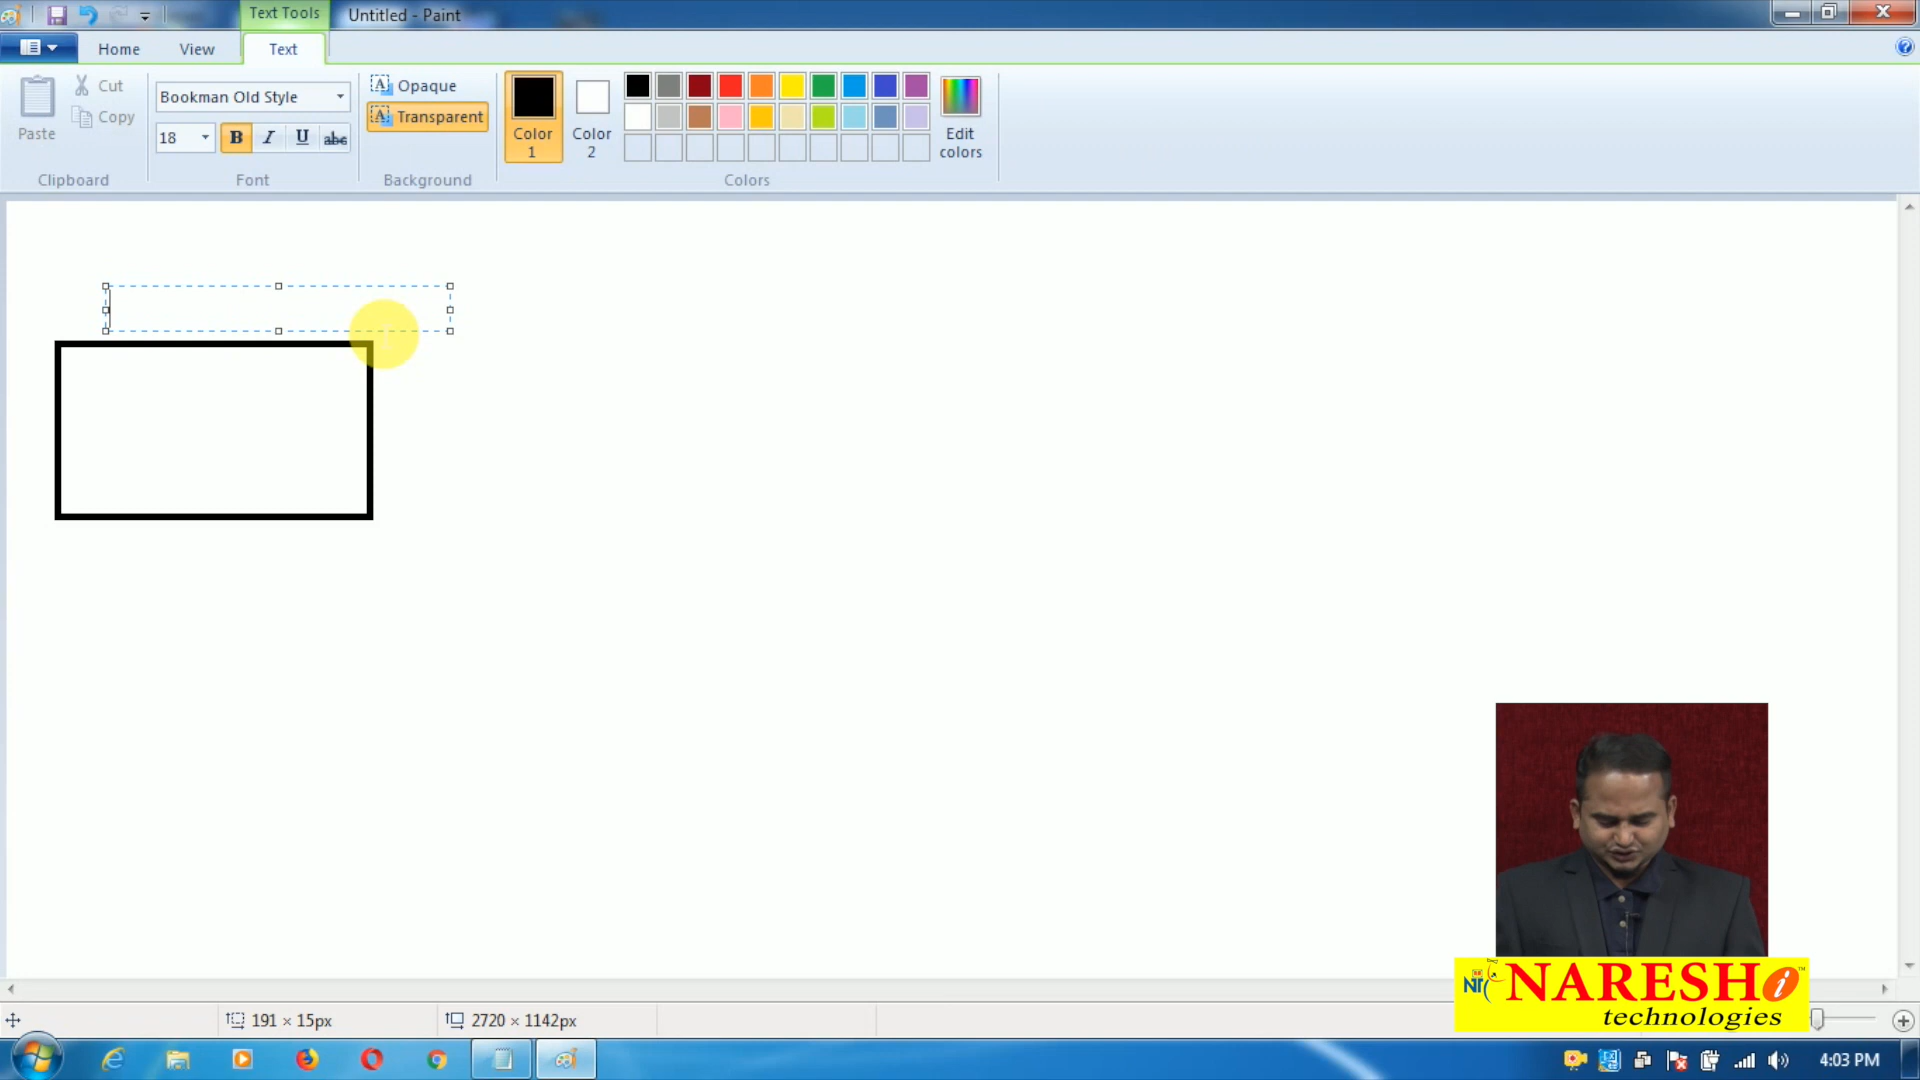 Text Tools
Untitled - Paint
Home
View
Text
Paste
Cut
Copy
Clipboard
Bookman Old Style
18
B
I
U
abc
Font
A Opaque
A Transparent
Background
Color 1
Color 2
Edit colors
Colors
191 × 15px
2720 × 1142px
NARESH i
technologies
4:03 PM